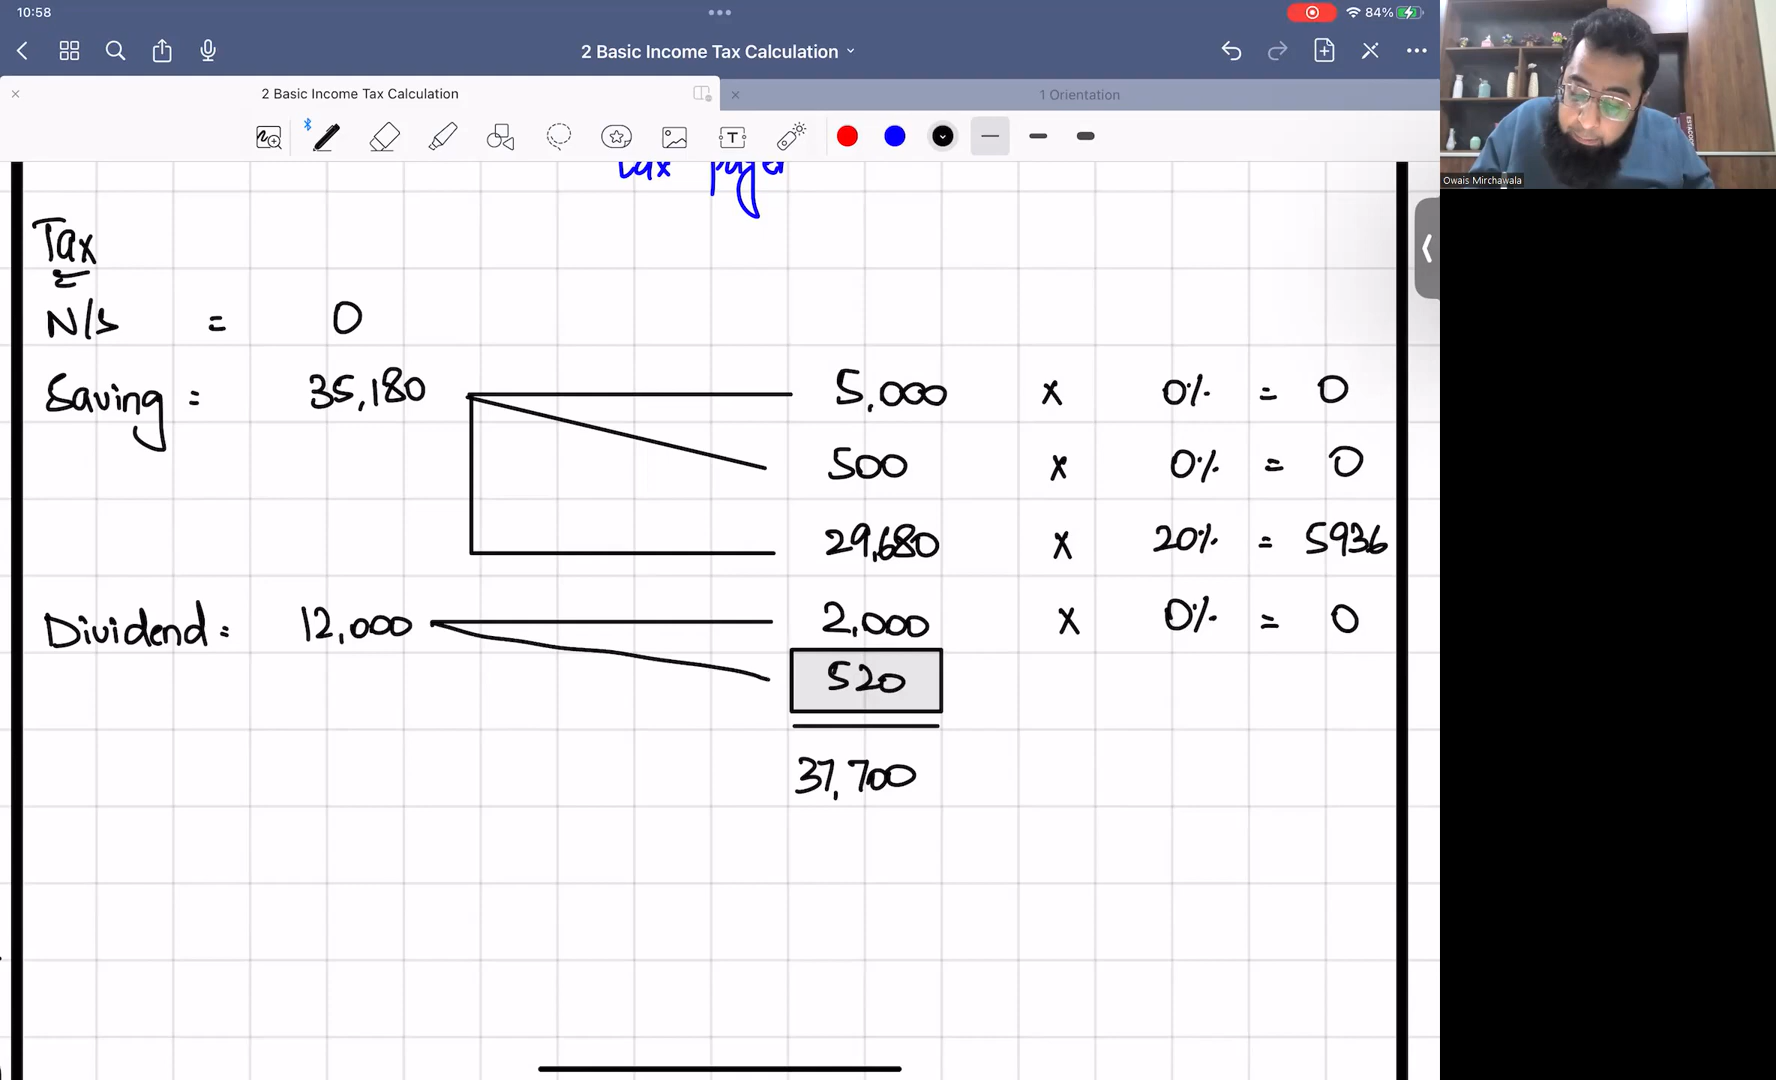 10:58
84%
2 Basic Income Tax Calculation
2 Basic Income Tax Calculation
1 Orientation
Owais Mirchawala
tax payer
Tax
N/S = 0
Saving = 35,180 5,000 x 0% = 0
500 x 0% = 0
29,680 x 20% = 5936
Dividend = 12,000 2,000 x 0% = 0
520
37,700